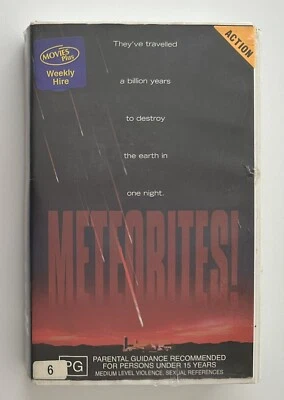 MOVIES
Plus
Weekly
Hire
ACTION
They've travelled
a billion years
to destroy
the earth in
one night.
METEORITES!
6
PG
PARENTAL GUIDANCE RECOMMENDED
FOR PERSONS UNDER 15 YEARS
MEDIUM LEVEL VIOLENCE, SEXUAL REFERENCES